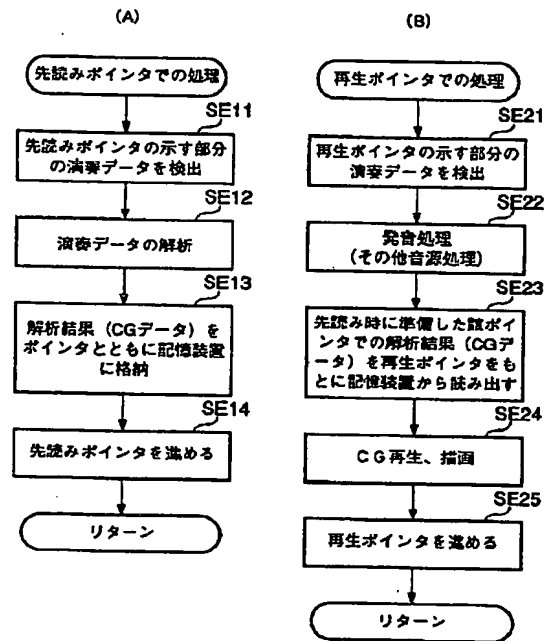 (A)
先読みポインタでの処理
SE11
先読みポインタの示す部分
の演奏データを検出
SE12
演奏データの解析
SE13
解析結果（CGデータ）を
ポインタとともに記憶装置
に格納
SE14
先読みポインタを進める
リターン
(B)
再生ポインタでの処理
SE21
再生ポインタの示す部分の
演奏データを検出
SE22
発音処理
(その他音源処理)
SE23
先読み時に準備した該ポイン
タでの解析結果（CGデ
ータ）を再生ポインタをも
とに記憶装置から読み出す
SE24
CG再生、描画
SE25
再生ポインタを進める
リターン